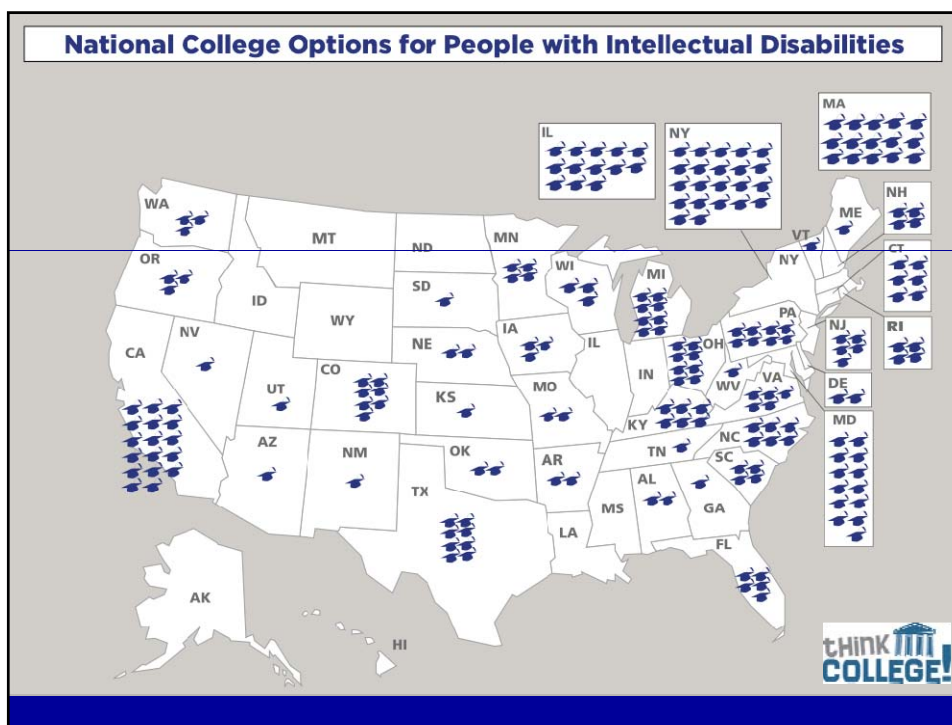 National College Options for People with Intellectual Disabilities
MA
IL
NY
WA
NH
ME
MT
ND
MN
VT
OR
NY
CT
WI
MI
SD
ID
PA
WY
NJ
RI
NV
IA
OH
NE
IL
CA
IN
CO
DE
UT
WV
VA
MO
KS
KY
MD
NC
AZ
TN
OK
NM
AR
SC
AL
TX
MS
GA
LA
FL
AK
HI
tHiNK
COLLEGE!